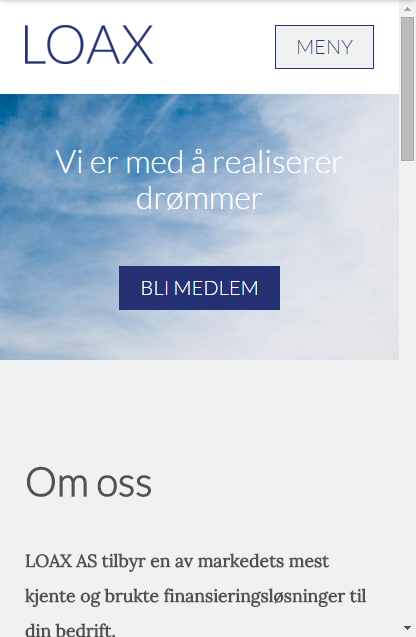 LOAX
MENY
Vi er med å realiserer
drømmer
BLI MEDLEM
Om oss
LOAX AS tilbyr en av markedets mest
kjente og brukte finansieringsløsninger til
din bedrift.